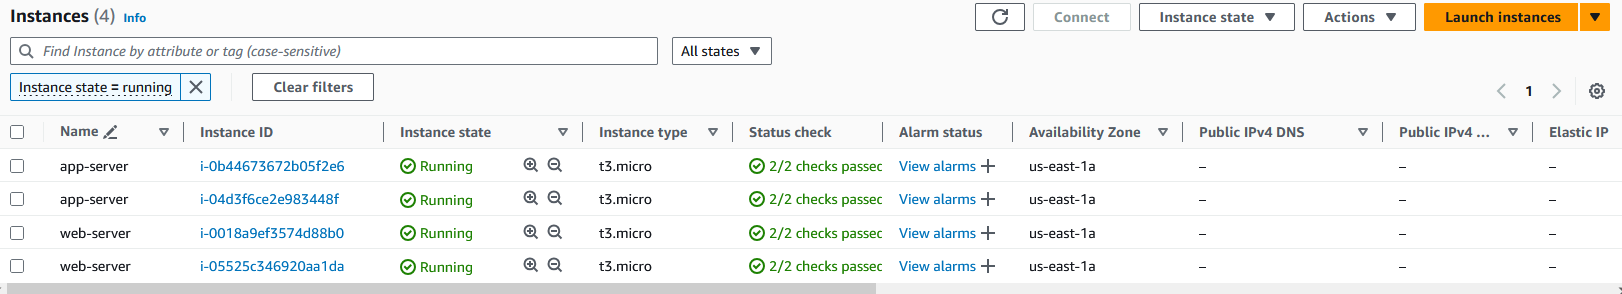 Instances (4) Info Connect Instance state Actions Launch instances
Find Instance by attribute or tag (case-sensitive) All states
Instance state = running Clear filters 1
Name Instance ID Instance state Instance type Status check Alarm status Availability Zone Public IPv4 DNS Public IPv4 ... Elastic IP
app-server i-0b44673672b05f2e6 Running t3.micro 2/2 checks passed View alarms + us-east-1a – – –
app-server i-04d3f6ce2e983448f Running t3.micro 2/2 checks passed View alarms + us-east-1a – – –
web-server i-0018a9ef3574d88b0 Running t3.micro 2/2 checks passed View alarms + us-east-1a – – –
web-server i-05525c346920aa1da Running t3.micro 2/2 checks passed View alarms + us-east-1a – – –